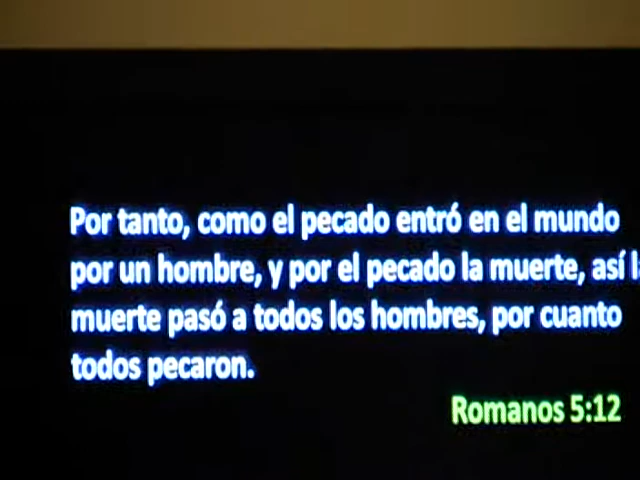 Por tanto, como el pecado entró en el mundo
por un hombre, y por el pecado la muerte, así l
muerte pasó a todos los hombres, por cuanto
todos pecaron.
Romanos 5:12